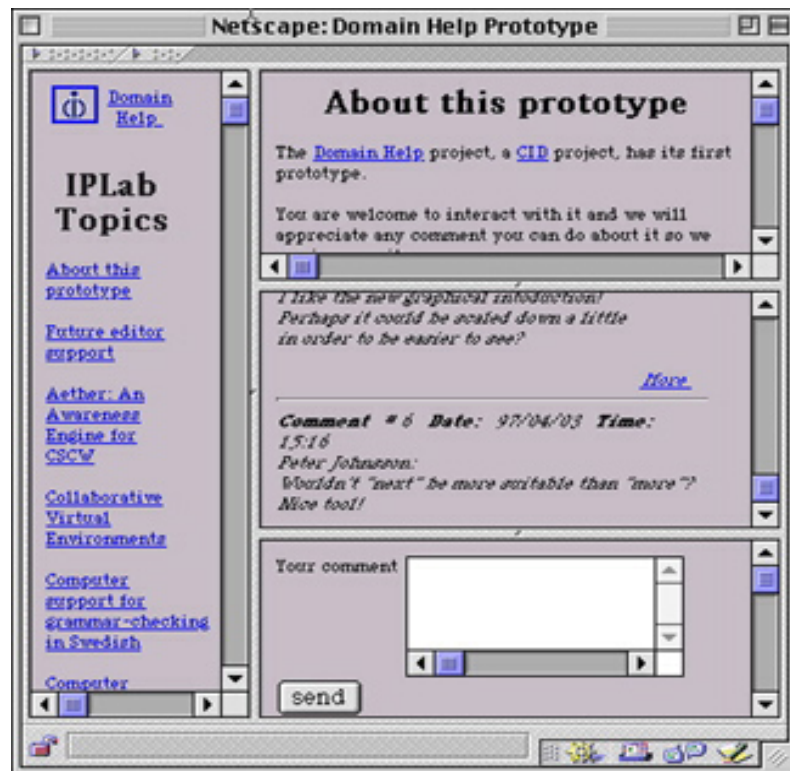 Netscape: Domain Help Prototype
Domain
Help
IPLab
Topics
About this
prototype
Future editor
support
Aether: An
Awareness
Engine for
CSCW
Collaborative
Virtual
Environments
Computer
support for
grammar-checking
in Swedish
Computer
About this prototype
The Domain Help project, a CID project, has its first
prototype.
You are welcome to interact with it and we will
appreciate any comment you can do about it so we
I like the new graphical intoduction!
Perhaps it could be scaled down a little
in order to be easier to see?
More
Comment # 6 Date: 97/04/03 Time:
15:16
Peter Johnsson:
Wouldn't "next" be more suitable than "more"?
Nice tool!
Your comment
send